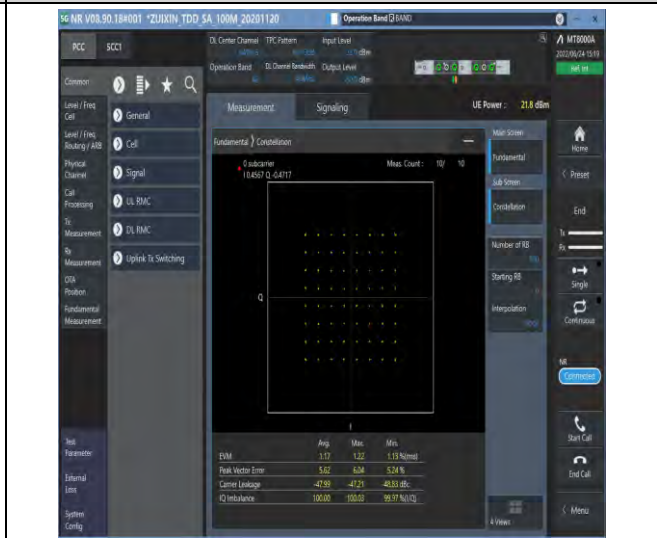 5G NR V08.90.18#001 *ZUIXIN_TDD_SA_100M_20201120
Operation Band
BAND
PCC
SCC1
DL Center Channel
TPC Pattern
Input Level
dBm
Operation Band
DL Channel Bandwidth
Output Level
dBm
MT8000A
2022/06/24 15:19
Common
Level / Freq.
Cell
Level / Freq.
Routing / ARB
Physical
Channel
Call
Processing
Tx
Measurement
Rx
Measurement
OTA
Position
Fundamental
Measurement
Test
Parameter
External
Error
System
Config
General
Cell
Signal
UL RMC
DL RMC
Uplink Tx Switching
Measurement
Signaling
UE Power : 21.8 dBm
Fundamental
Constellation
0 subcarrier
I 0.4567 Q -0.4717
Meas. Count : 10/ 10
Q
I
Avg. Max. Min.
EVM 1.17 1.22 1.13 %(rms)
Peak Vector Error 5.62 6.04 5.24 %
Carrier Leakage -47.99 -47.21 -48.83 dBc
IQ Imbalance 100.00 100.03 99.97 %(I/Q)
Main Screen
Fundamental
Sub Screen
Constellation
Number of RB
Starting RB
Interpolation
4 Views
Home
Preset
End
Tx
Rx
Single
Continuous
NR
Connected
Start Call
End Call
Menu